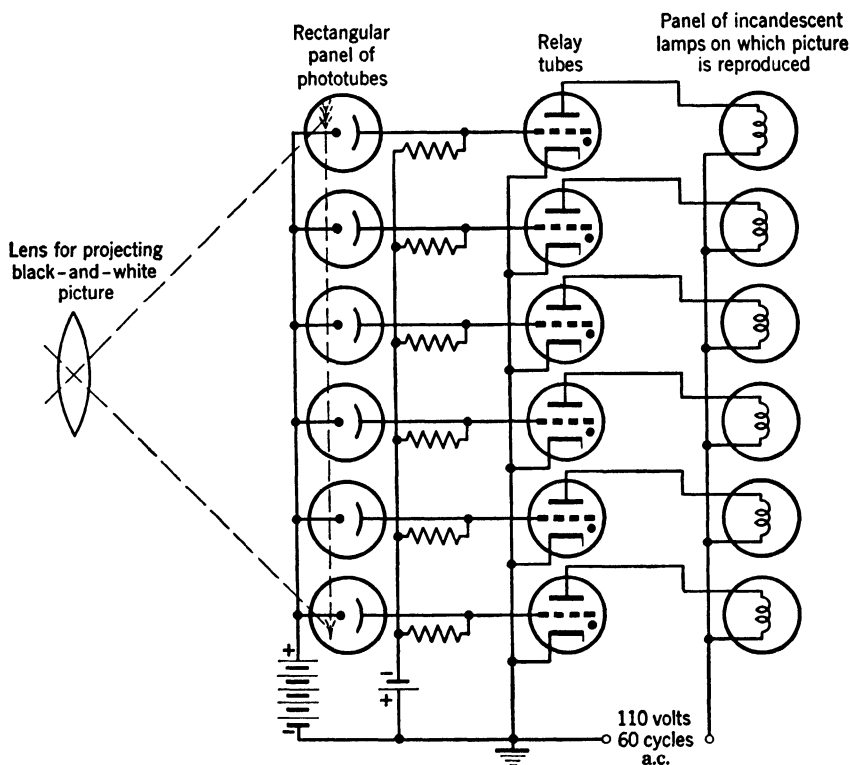 Rectangular
panel of
phototubes
Relay
tubes
Panel of incandescent
lamps on which picture
is reproduced
Lens for projecting
black-and-white
picture
+
-
-
+
110 volts
60 cycles
a.c.